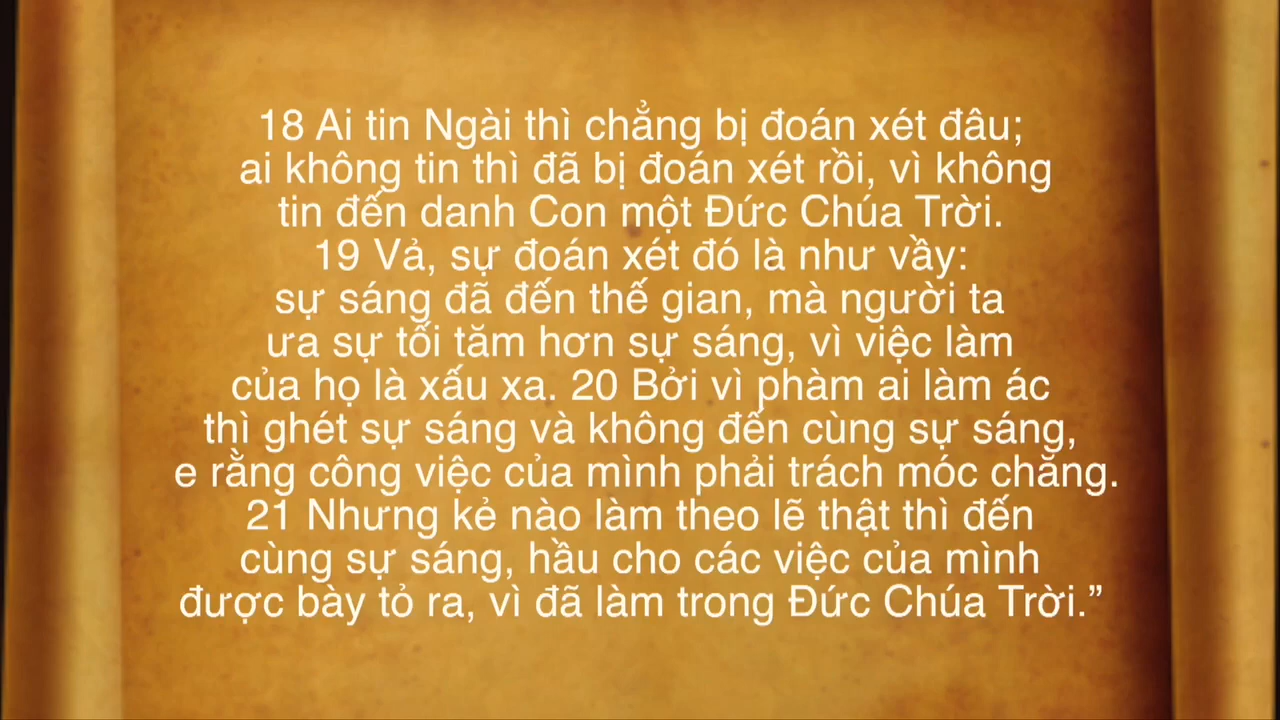 18 Ai tin Ngài thì chẳng bị đoán xét đâu;
ai không tin thì đã bị đoán xét rồi, vì không
tin đến danh Con một Đức Chúa Trời.
19 Vả, sự đoán xét đó là như vầy:
sự sáng đã đến thế gian, mà người ta
ưa sự tối tăm hơn sự sáng, vì việc làm
của họ là xấu xa. 20 Bởi vì phàm ai làm ác
thì ghét sự sáng và không đến cùng sự sáng,
e rằng công việc của mình phải trách móc chăng.
21 Nhưng kẻ nào làm theo lẽ thật thì đến
cùng sự sáng, hầu cho các việc của mình
được bày tỏ ra, vì đã làm trong Đức Chúa Trời.”